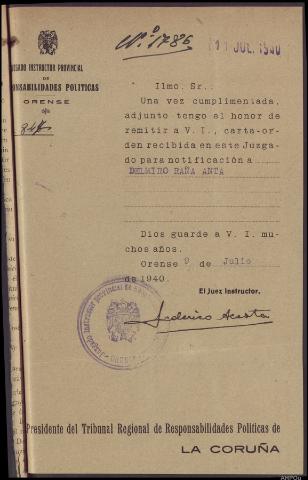 Nº 1786
11 JUL. 1940
JUZGADO INSTRUCTOR PROVINCIAL
DE
RESPONSABILIDADES POLITICAS
ORENSE
Ilmo. Sr.:
Una vez cumplimentada,
adjunto tengo el honor de
remitir a V. I., carta-or-
den recibida en este Juzga-
do para notificación a
DELMIRO RAÑA ANTA
Dios guarde a V. I. mu-
chos años.
Orense 9 de Julio
de 1940.
El Juez Instructor,
Federico Acosta
Presidente del Tribunal Regional de Responsabilidades Politicas de
LA CORUÑA